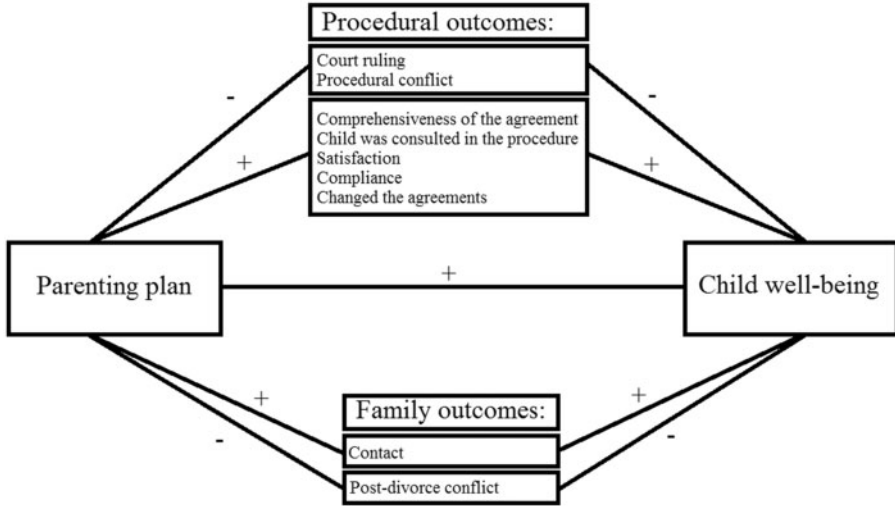 Procedural outcomes:
Court ruling
Procedural conflict
-
-
Comprehensiveness of the agreement
Child was consulted in the procedure
Satisfaction
Compliance
Changed the agreements
+
+
Parenting plan
+
Child well-being
+
+
Family outcomes:
-
-
Contact
Post-divorce conflict